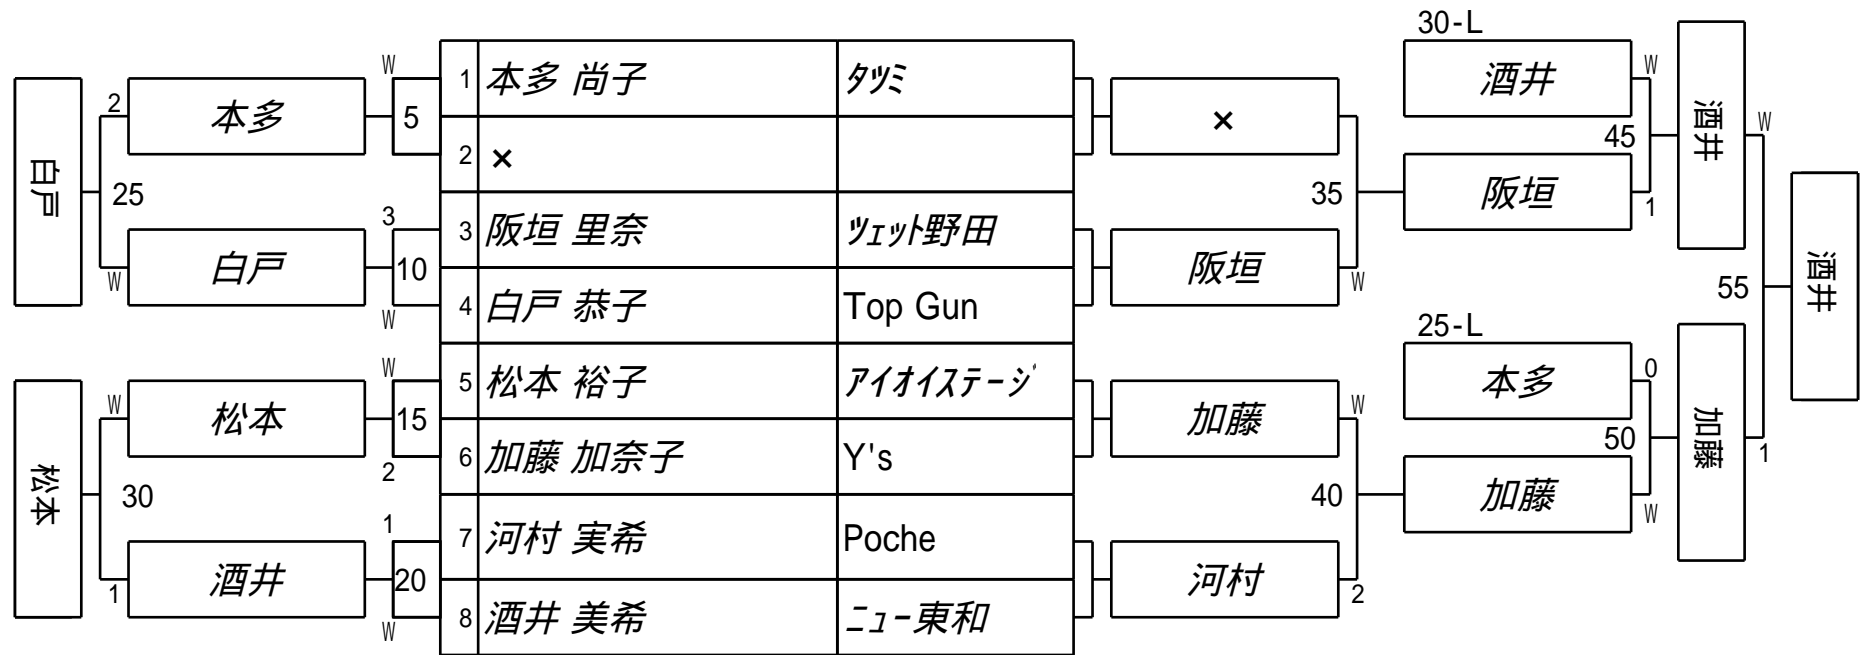 30-L
W 1 本多 尚子 タツミ 酒井 W
2 本多 5 × 45 酒井 W
2 × 阪垣 1
白戸 25 35 酒井
3 3 阪垣 里奈 ツェット野田
W 白戸 10 阪垣 W 55
W 4 白戸 恭子 Top Gun
25-L
W 5 松本 裕子 アイオイステージ 本多 0
W 松本 15 加藤 W 50 加藤 1
2 6 加藤 加奈子 Y's 加藤 W
松本 30 40
1 7 河村 実希 Poche
1 酒井 20 河村 2
W 8 酒井 美希 ニュー東和